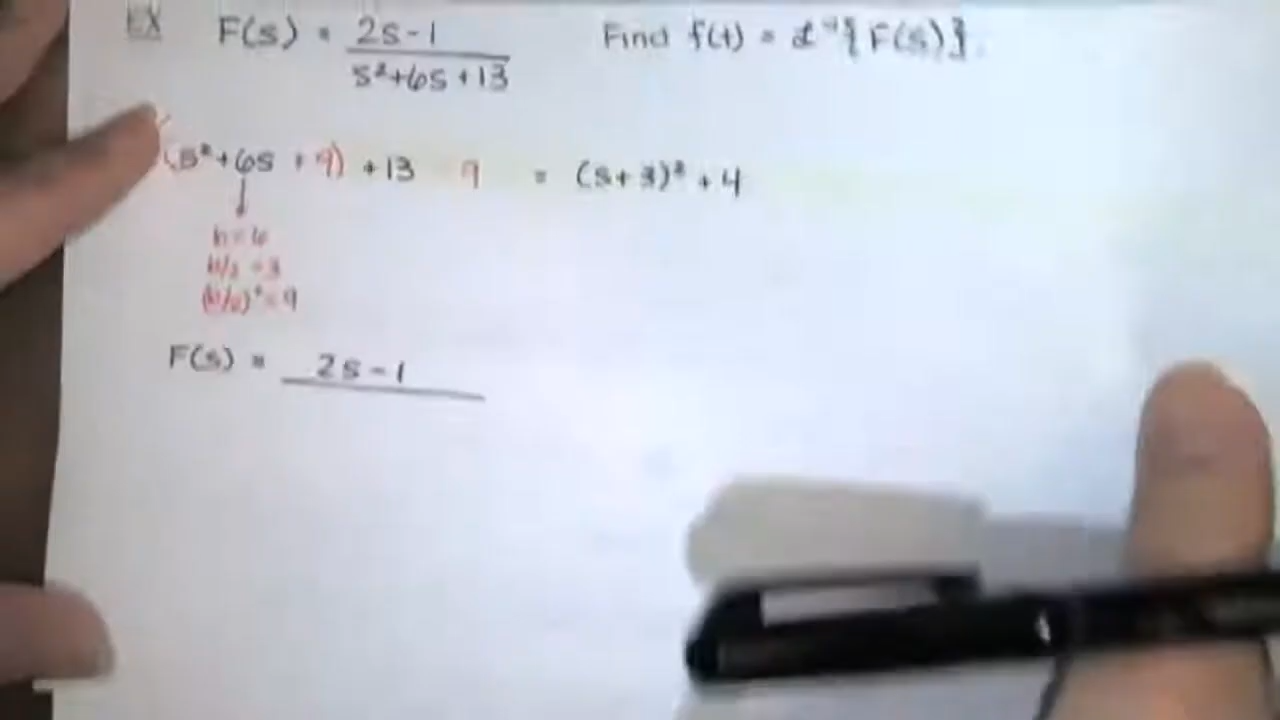 EX F(s) = 2s-1 / s²+6s+13 Find f(t) = ℒ⁻¹{F(s)}.
(s²+6s+9) +13 9 = (s+3)²+4
b=6
b/2 = 3
(b/2)² = 9
F(s) = 2s-1